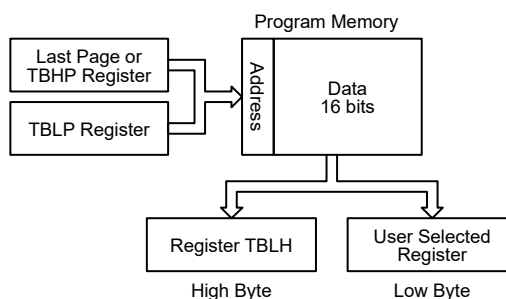 Program Memory
Last Page or
TBHP Register
TBLP Register
Address
Data
16 bits
Register TBLH
User Selected
Register
High Byte
Low Byte